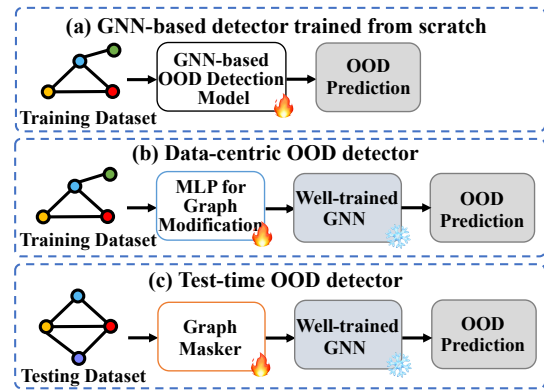 (a) GNN-based detector trained from scratch
GNN-based
OOD Detection
Model
OOD
Prediction
Training Dataset
(b) Data-centric OOD detector
MLP for
Graph
Modification
Well-trained
GNN
OOD
Prediction
Training Dataset
(c) Test-time OOD detector
Graph
Masker
Well-trained
GNN
OOD
Prediction
Testing Dataset